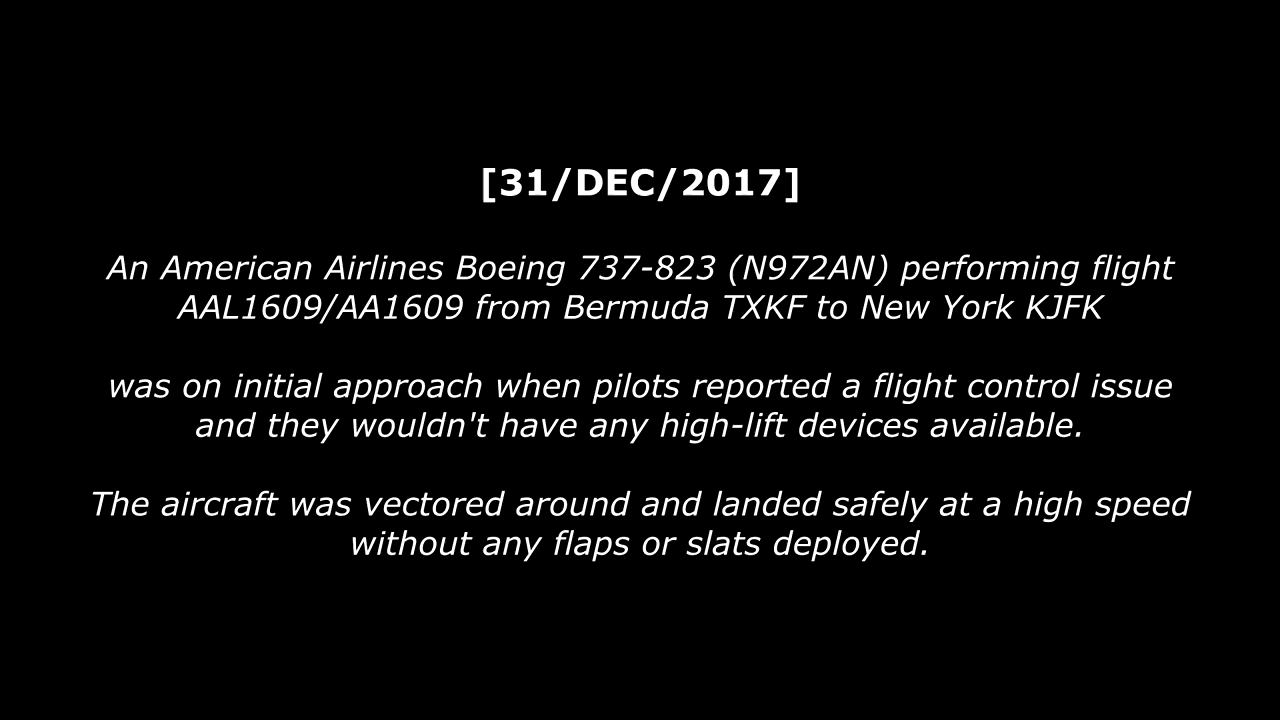 [31/DEC/2017]
An American Airlines Boeing 737-823 (N972AN) performing flight
AAL1609/AA1609 from Bermuda TXKF to New York KJFK
was on initial approach when pilots reported a flight control issue
and they wouldn't have any high-lift devices available.
The aircraft was vectored around and landed safely at a high speed
without any flaps or slats deployed.